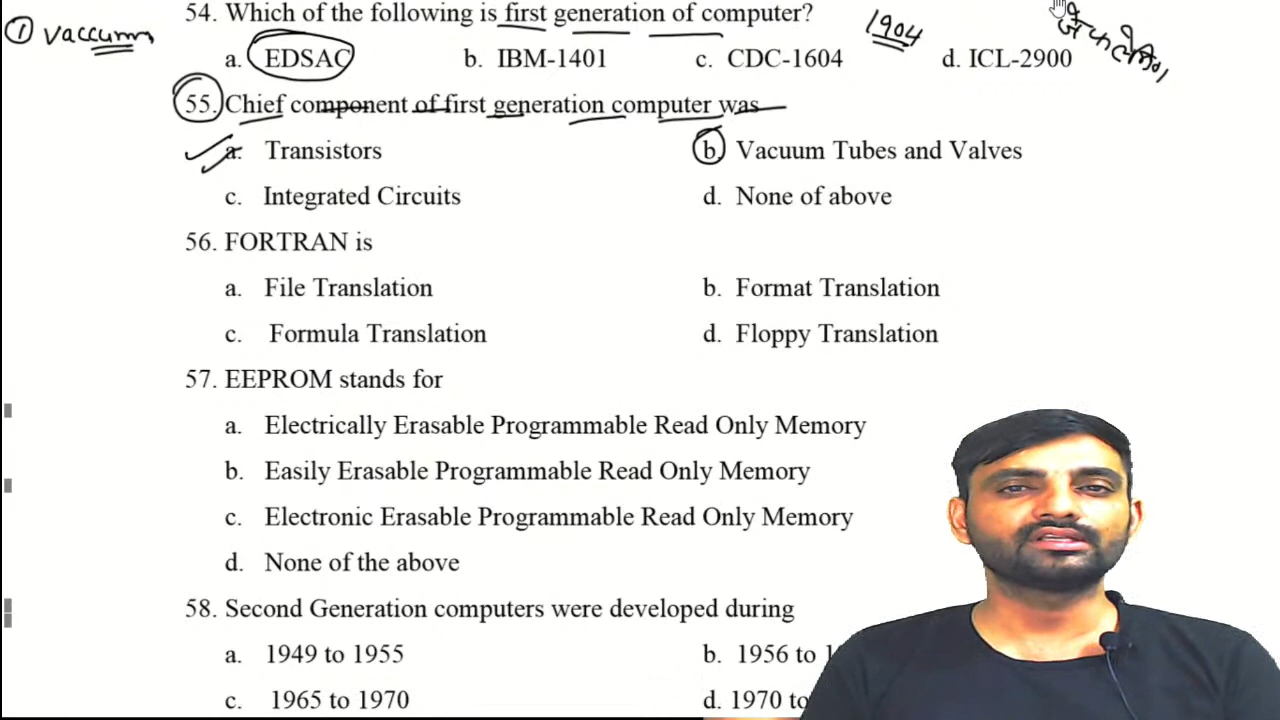 54. Which of the following is first generation of computer?
1904
① vaccums
a. EDSAC b. IBM-1401 c. CDC-1604 d. ICL-2900
55. Chief component of first generation computer was
a. Transistors b. Vacuum Tubes and Valves
c. Integrated Circuits d. None of above
56. FORTRAN is
a. File Translation b. Format Translation
c. Formula Translation d. Floppy Translation
57. EEPROM stands for
a. Electrically Erasable Programmable Read Only Memory
b. Easily Erasable Programmable Read Only Memory
c. Electronic Erasable Programmable Read Only Memory
d. None of the above
58. Second Generation computers were developed during
a. 1949 to 1955 b. 1956 to
c. 1965 to 1970 d. 1970 to